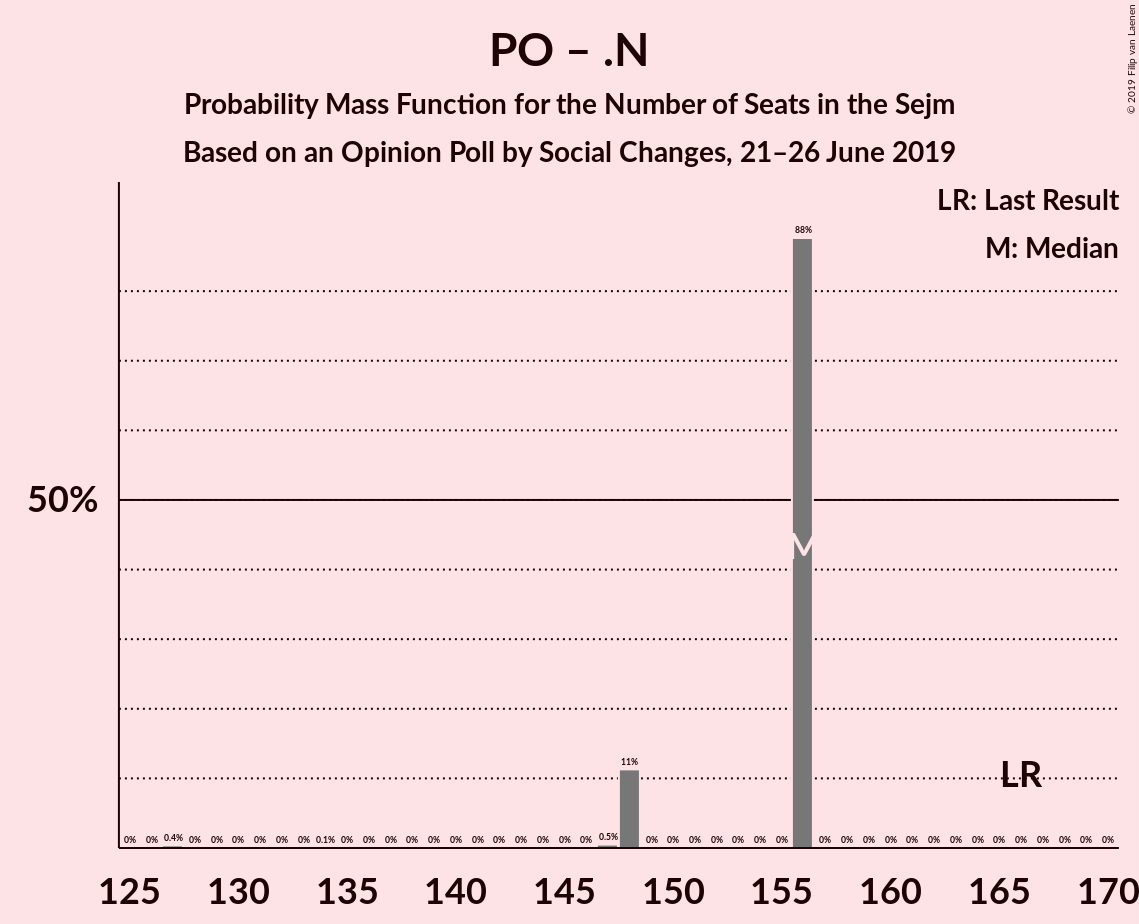 © 2019 Filip van Laenen
PO – .N
Probability Mass Function for the Number of Seats in the Sejm
Based on an Opinion Poll by Social Changes, 21–26 June 2019
LR: Last Result
M: Median
88%
50%
M
11%
LR
0% 0% 0.4% 0% 0% 0% 0% 0% 0% 0.1% 0% 0% 0% 0% 0% 0% 0% 0% 0% 0% 0% 0% 0.5% 0% 0% 0% 0% 0% 0% 0% 0% 0% 0% 0% 0% 0% 0% 0% 0% 0% 0% 0% 0% 0%
125 130 135 140 145 150 155 160 165 170